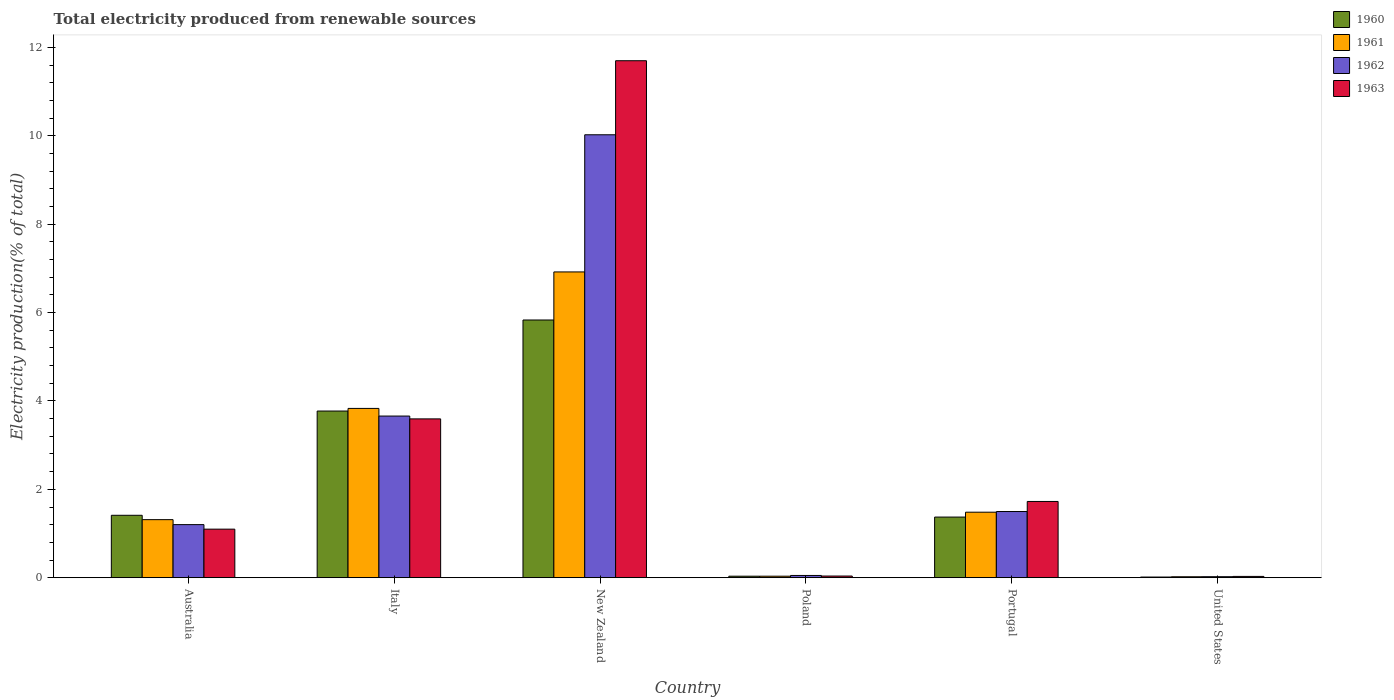 Total electricity produced from renewable sources
1960
1961
1962
1963
Electricity production(% of total)
12
10
8
6
4
2
0
Australia
Italy
New Zealand
Poland
Portugal
United States
Country